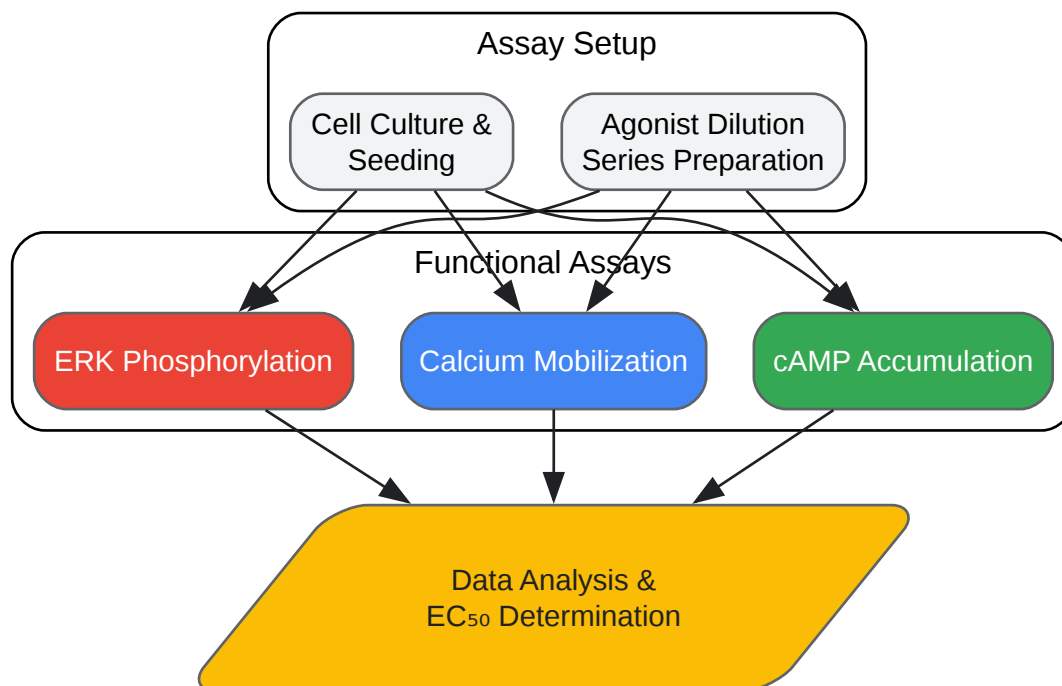 Assay Setup
Cell Culture &
Seeding
Agonist Dilution
Series Preparation
Functional Assays
ERK Phosphorylation
Calcium Mobilization
cAMP Accumulation
Data Analysis &
EC₅₀ Determination